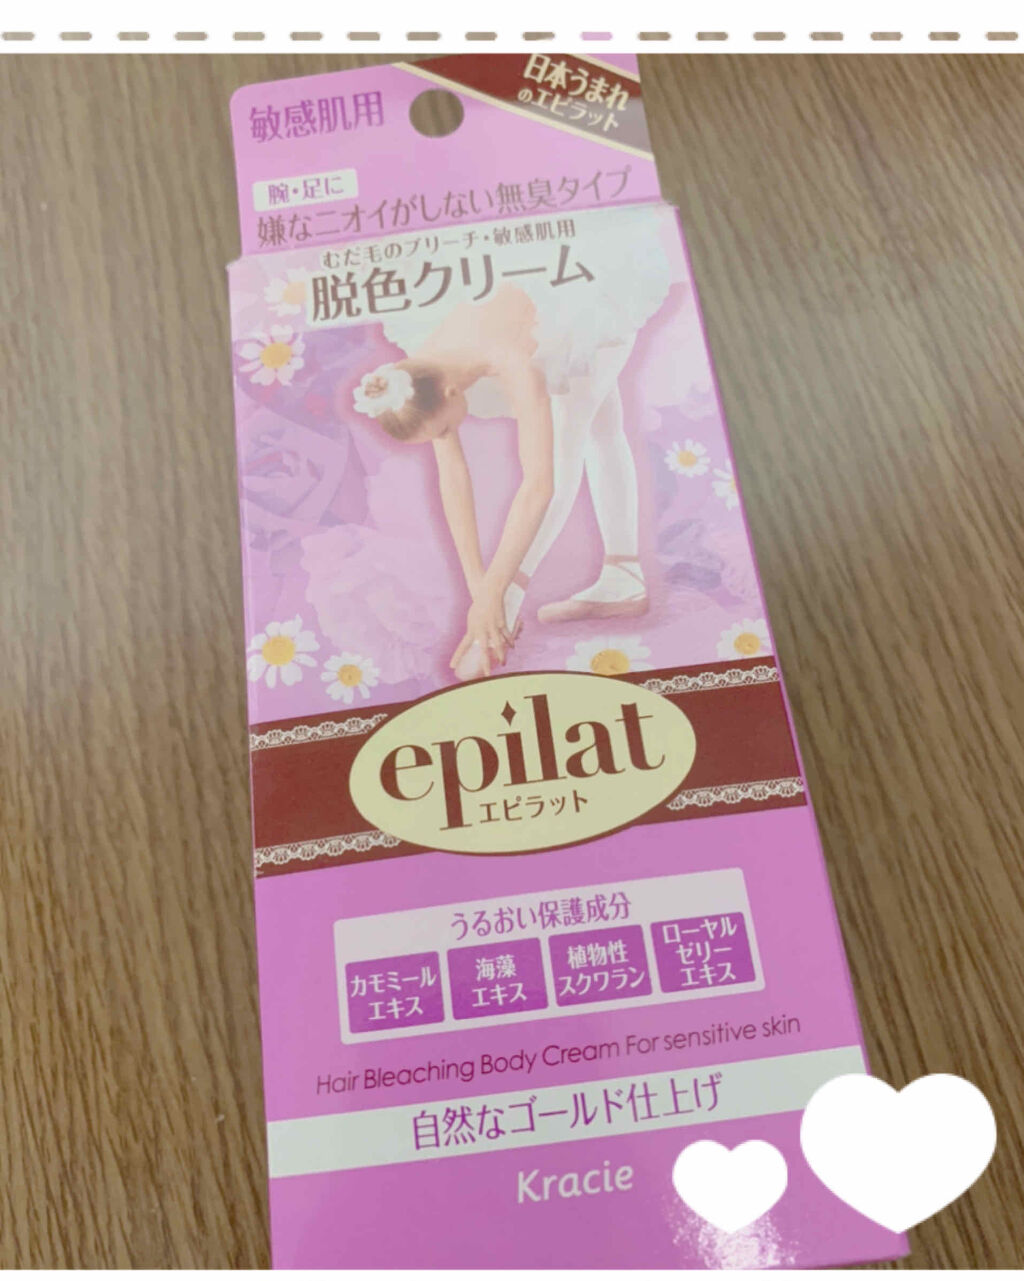 敏感肌用
日本うまれ
のエピラット
腕・足に
嫌なニオイがしない無臭タイプ
むだ毛のブリーチ・敏感肌用
脱色クリーム
epilat
エピラット
うるおい保護成分
カモミール
エキス
海藻
エキス
植物性
スクワラン
ローヤル
ゼリー
エキス
Hair Bleaching Body Cream For sensitive skin
自然なゴールド仕上げ
Kracie